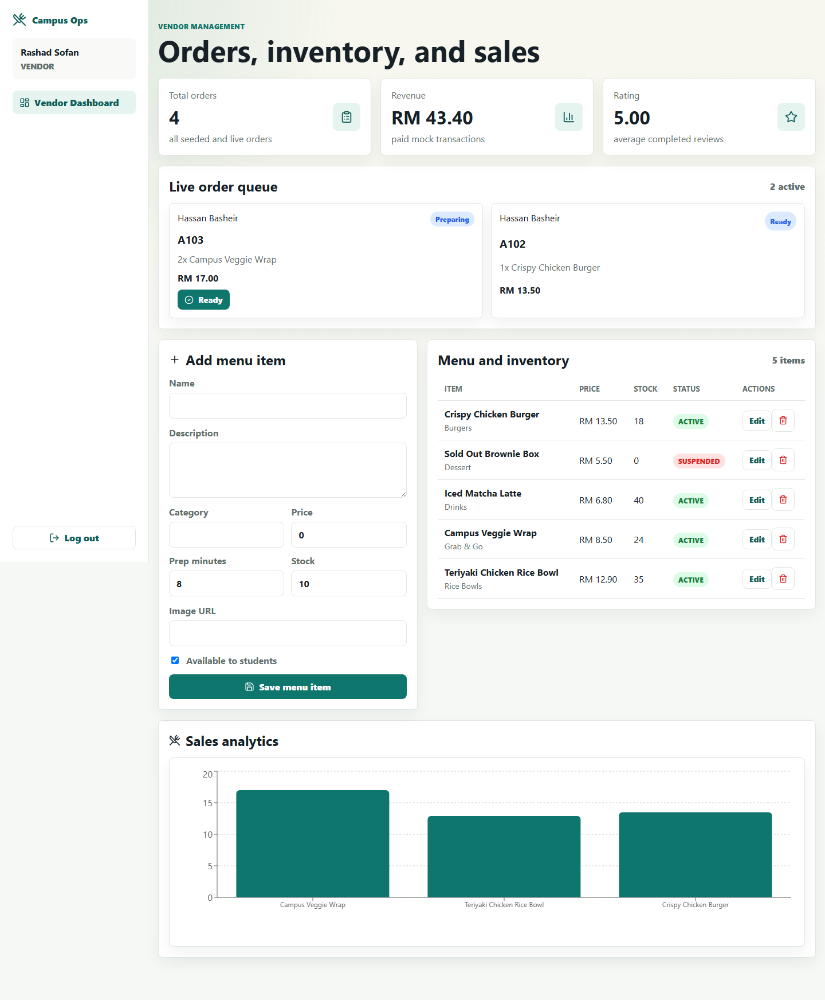 Campus Ops
Rashad Sofan
VENDOR
Vendor Dashboard
Log out
VENDOR MANAGEMENT
Orders, inventory, and sales
Total orders
4
all seeded and live orders
Revenue
RM 43.40
paid mock transactions
Rating
5.00
average completed reviews
Live order queue
2 active
Hassan Basheir
Preparing
A103
2x Campus Veggie Wrap
RM 17.00
Ready
Hassan Basheir
Ready
A102
1x Crispy Chicken Burger
RM 13.50
Add menu item
Name
Description
Category
Price
0
Prep minutes
Stock
8
10
Image URL
Available to students
Save menu item
Menu and inventory
5 items
ITEM PRICE STOCK STATUS ACTIONS
Crispy Chicken Burger
Burgers
RM 13.50 18 ACTIVE Edit
Sold Out Brownie Box
Dessert
RM 5.50 0 SUSPENDED Edit
Iced Matcha Latte
Drinks
RM 6.80 40 ACTIVE Edit
Campus Veggie Wrap
Grab & Go
RM 8.50 24 ACTIVE Edit
Teriyaki Chicken Rice Bowl
Rice Bowls
RM 12.90 35 ACTIVE Edit
Sales analytics
20
15
10
5
0
Campus Veggie Wrap
Teriyaki Chicken Rice Bowl
Crispy Chicken Burger